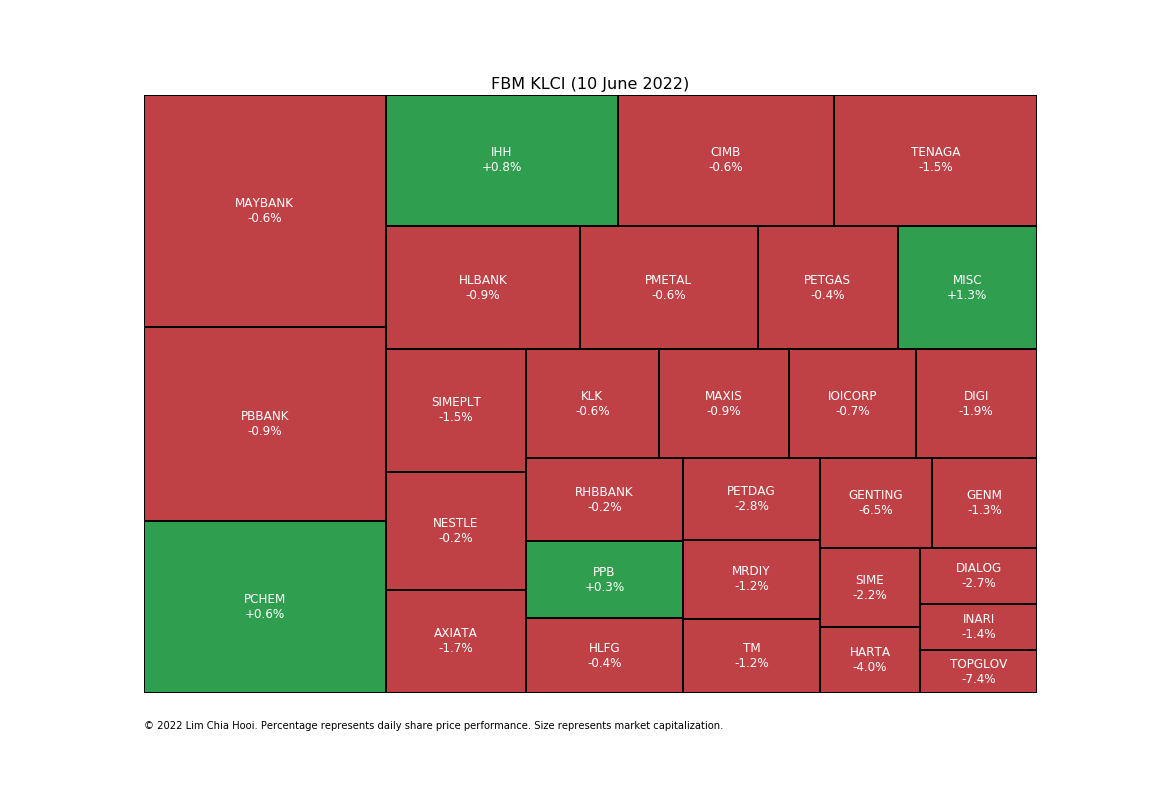 FBM KLCI (10 June 2022)
MAYBANK
-0.6%
PBBANK
-0.9%
PCHEM
+0.6%
IHH
+0.8%
CIMB
-0.6%
TENAGA
-1.5%
HLBANK
-0.9%
PMETAL
-0.6%
PETGAS
-0.4%
MISC
+1.3%
SIMEPLT
-1.5%
NESTLE
-0.2%
AXIATA
-1.7%
KLK
-0.6%
MAXIS
-0.9%
IOICORP
-0.7%
DIGI
-1.9%
RHBBANK
-0.2%
PPB
+0.3%
HLFG
-0.4%
PETDAG
-2.8%
MRDIY
-1.2%
TM
-1.2%
GENTING
-6.5%
GENM
-1.3%
SIME
-2.2%
HARTA
-4.0%
DIALOG
-2.7%
INARI
-1.4%
TOPGLOV
-7.4%
© 2022 Lim Chia Hooi. Percentage represents daily share price performance. Size represents market capitalization.